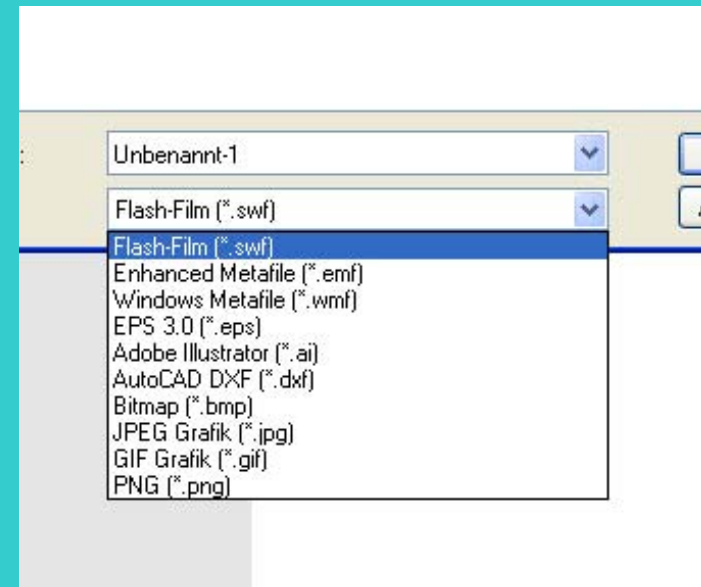 :
Unbenannt-1
Flash-Film (*.swf)
Flash-Film (*.swf)
Enhanced Metafile (*.emf)
Windows Metafile (*.wmf)
EPS 3.0 (*.eps)
Adobe Illustrator (*.ai)
AutoCAD DXF (*.dxf)
Bitmap (*.bmp)
JPEG Grafik (*.jpg)
GIF Grafik (*.gif)
PNG (*.png)